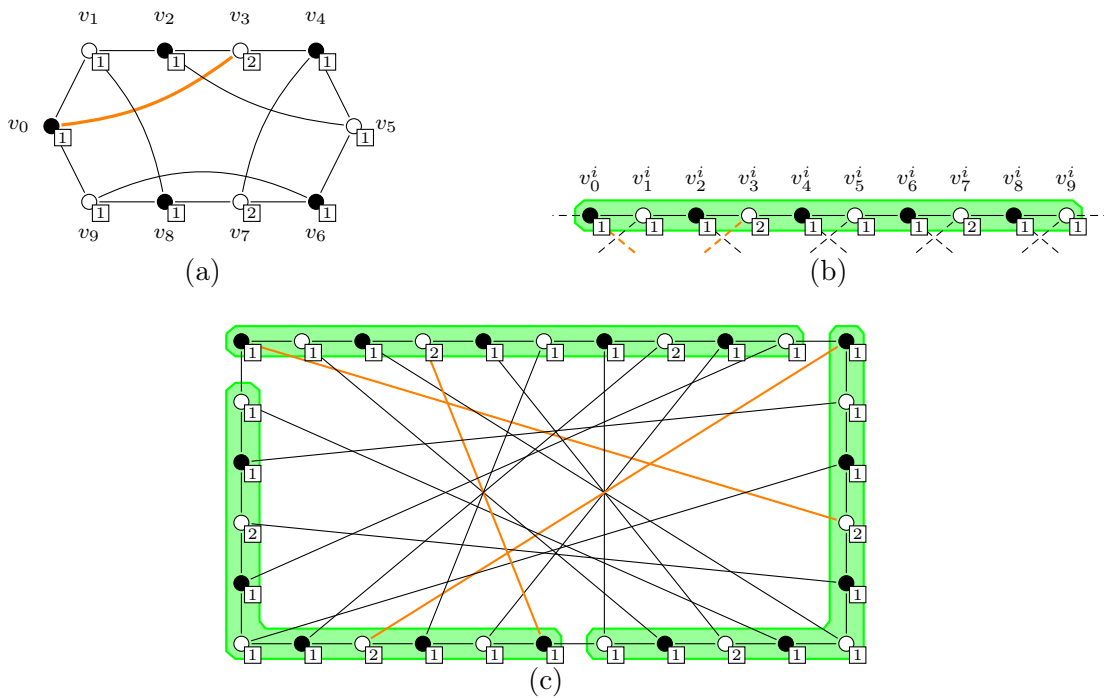 v₁ v₂ v₃ v₄
1 1 2 1
v₀ 1 1 v₅
1 1 2 1
v₉ v₈ v₇ v₆
(a)
v₀ⁱ v₁ⁱ v₂ⁱ v₃ⁱ v₄ⁱ v₅ⁱ v₆ⁱ v₇ⁱ v₈ⁱ v₉ⁱ
1 1 1 2 1 1 1 2 1 1
(b)
1 1 1 2 1 1 1 2 1 1 1
1 1
1 1
2 2
1 1
1 1 2 1 1 1 1 1 2 1 1
(c)